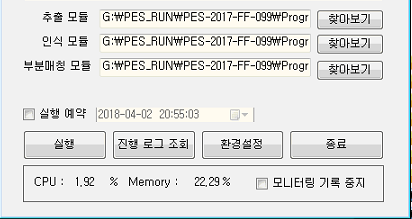 추출 모듈 G:\PES_RUN\PES-2017-FF-099\Progr 찾아보기
인식 모듈 G:\PES_RUN\PES-2017-FF-099\Progr 찾아보기
부분매칭 모듈 G:\PES_RUN\PES-2017-FF-099\Progr 찾아보기
실행 예약 2018-04-02 20:55:03
실행 진행 로그 조회 환경설정 종료
CPU : 1.92 % Memory : 22.29 % 모니터링 기록 중지